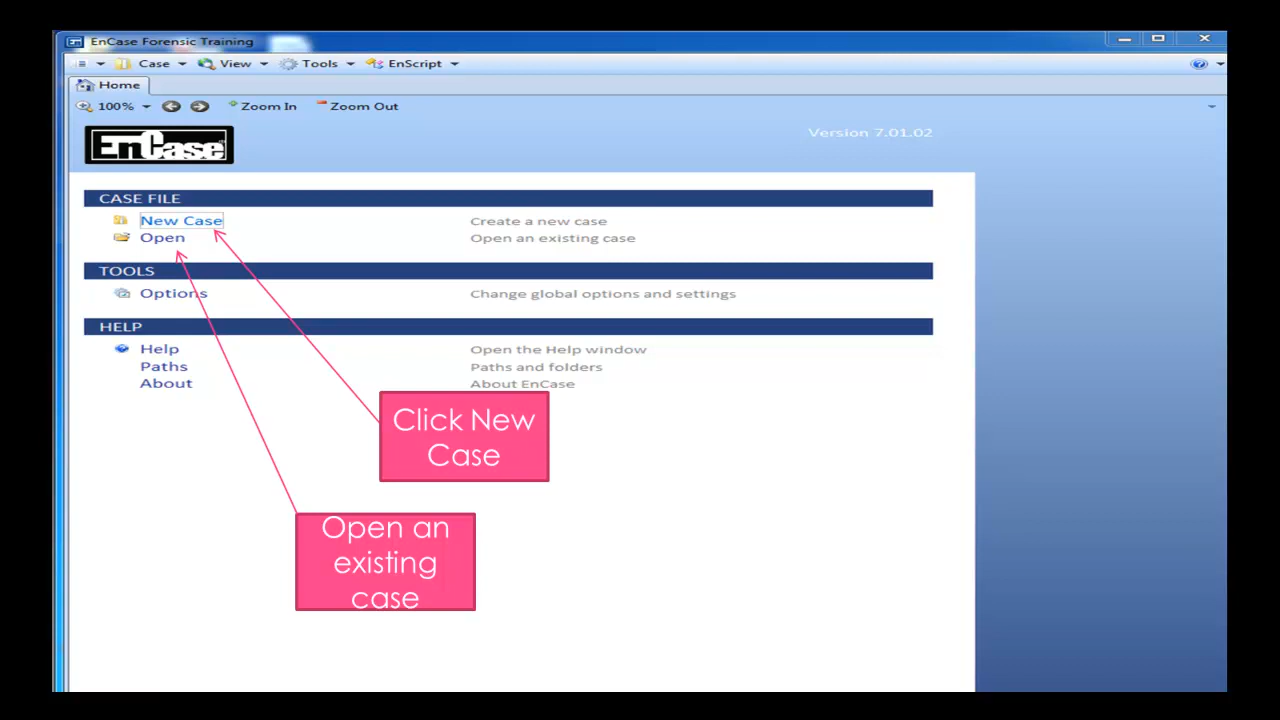 EnCase Forensic Training
Case View Tools EnScript
Home
100% Zoom In Zoom Out
EnCase
Version 7.01.02
CASE FILE
New Case Create a new case
Open Open an existing case
TOOLS
Options Change global options and settings
HELP
Help Open the Help window
Paths Paths and folders
About About EnCase
Click New
Case
Open an
existing
case